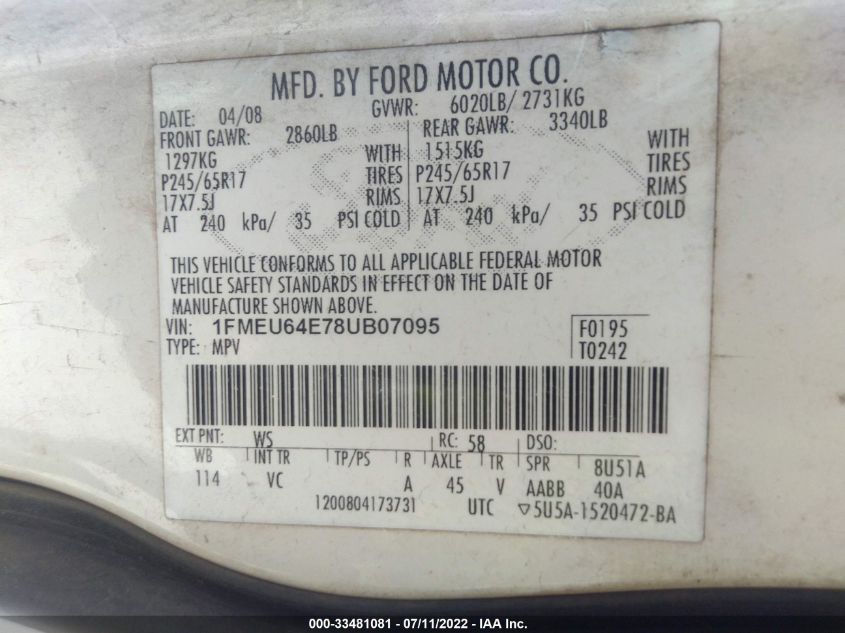 MFD. BY FORD MOTOR CO.
DATE: 04/08 GVWR: 6020LB/ 2731KG
FRONT GAWR: 2860LB REAR GAWR: 3340LB
1297KG WITH 1515KG WITH
P245/65R17 TIRES P245/65R17 TIRES
17X7.5J RIMS 17X7.5J RIMS
AT 240 kPa/ 35 PSI COLD AT 240 kPa/ 35 PSI COLD
THIS VEHICLE CONFORMS TO ALL APPLICABLE FEDERAL MOTOR
VEHICLE SAFETY STANDARDS IN EFFECT ON THE DATE OF
MANUFACTURE SHOWN ABOVE.
VIN: 1FMEU64E78UB07095 F0195
TYPE: MPV T0242
EXT PNT: WS RC: 58 DSO:
WB INT TR TP/PS R AXLE TR SPR 8U51A
114 VC A 45 V AABB 40A
1200804173731 UTC ▽5U5A-1520472-BA
000-33481081 - 07/11/2022 - IAA Inc.